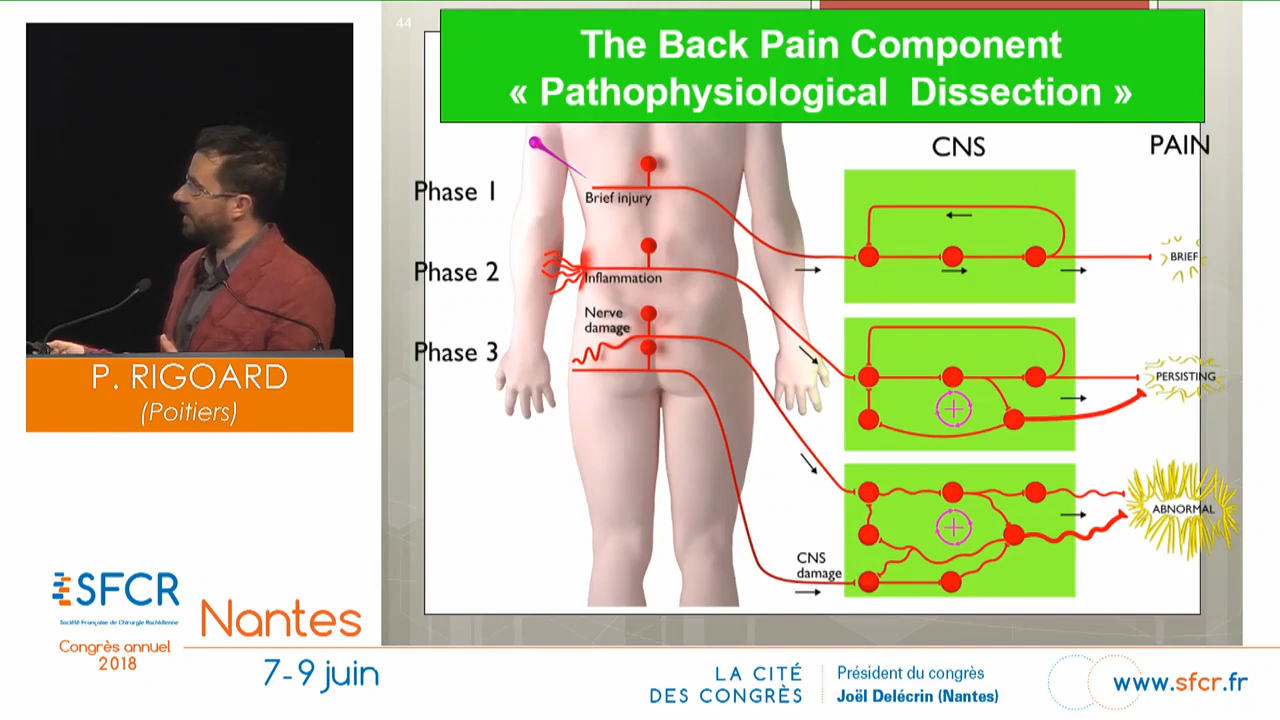 44
The Back Pain Component
« Pathophysiological Dissection »
CNS
PAIN
Phase 1
Brief injury
BRIEF
Phase 2
Inflammation
Nerve
damage
PERSISTING
Phase 3
ABNORMAL
CNS
damage
P. RIGOARD
(Poitiers)
SFCR
Société Française de Chirurgie Rachidienne
Congrès annuel
2018
Nantes
7-9 juin
LA CITÉ
DES CONGRÈS
Président du congrès
Joël Delécrin (Nantes)
www.sfcr.fr